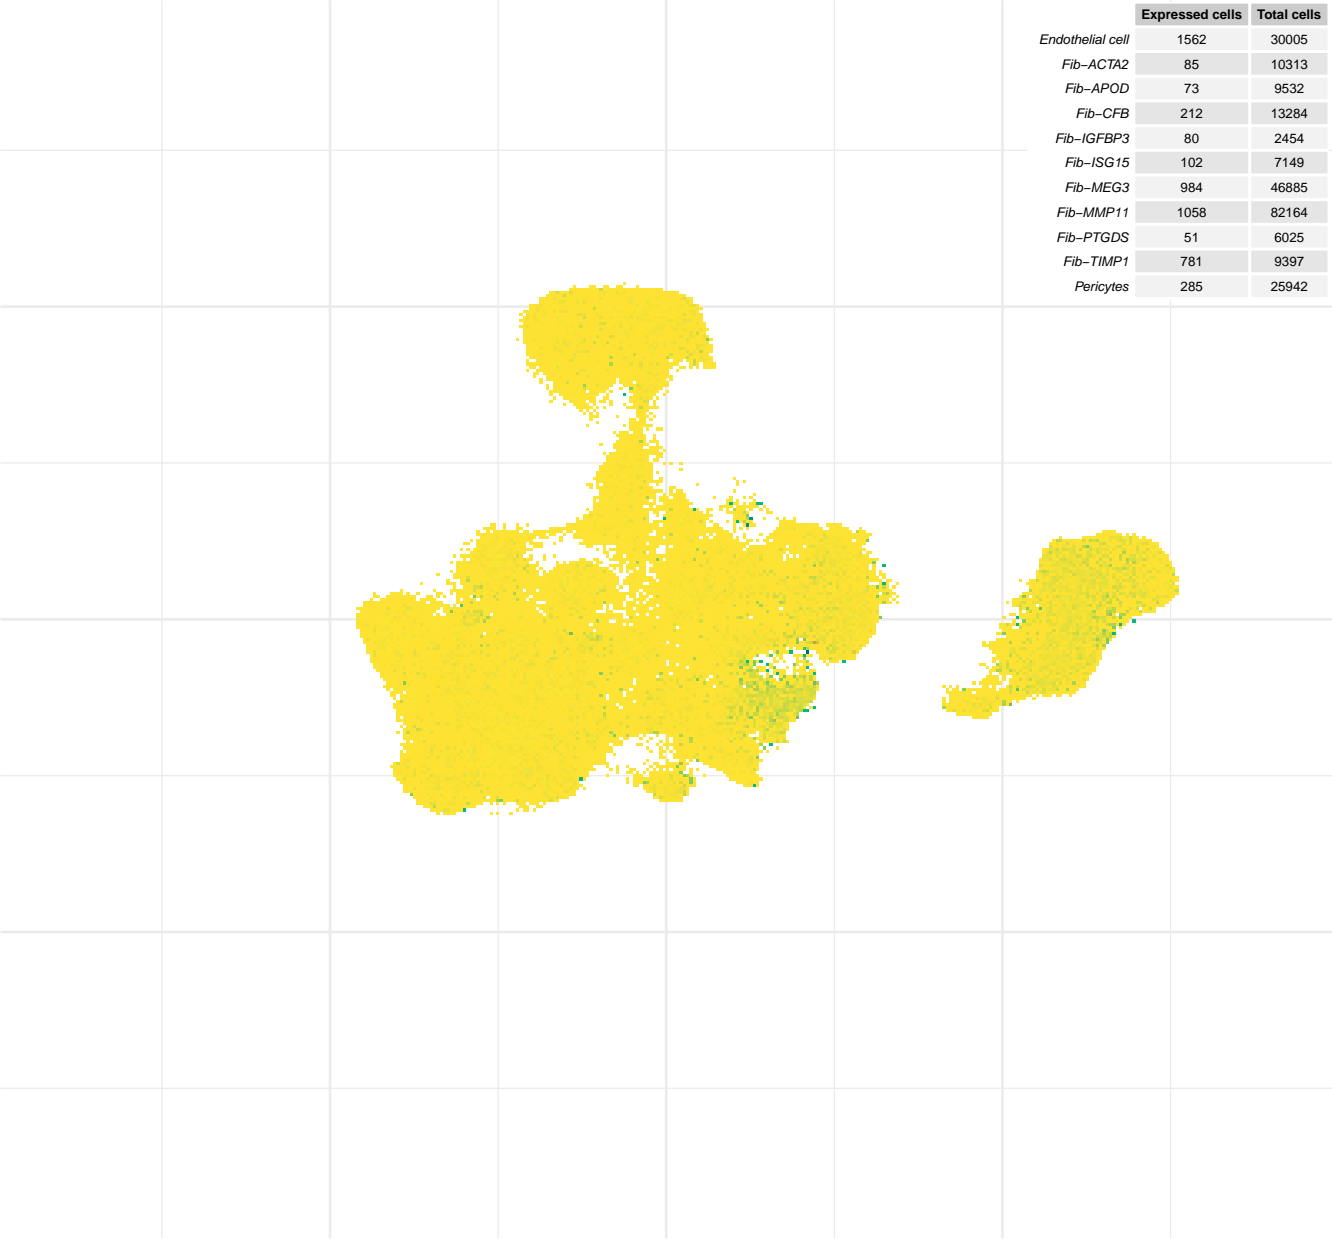 Expressed cells Total cells
Endothelial cell 1562 30005
Fib−ACTA2 85 10313
Fib−APOD 73 9532
Fib−CFB 212 13284
Fib−IGFBP3 80 2454
Fib−ISG15 102 7149
Fib−MEG3 984 46885
Fib−MMP11 1058 82164
Fib−PTGDS 51 6025
Fib−TIMP1 781 9397
Pericytes 285 25942